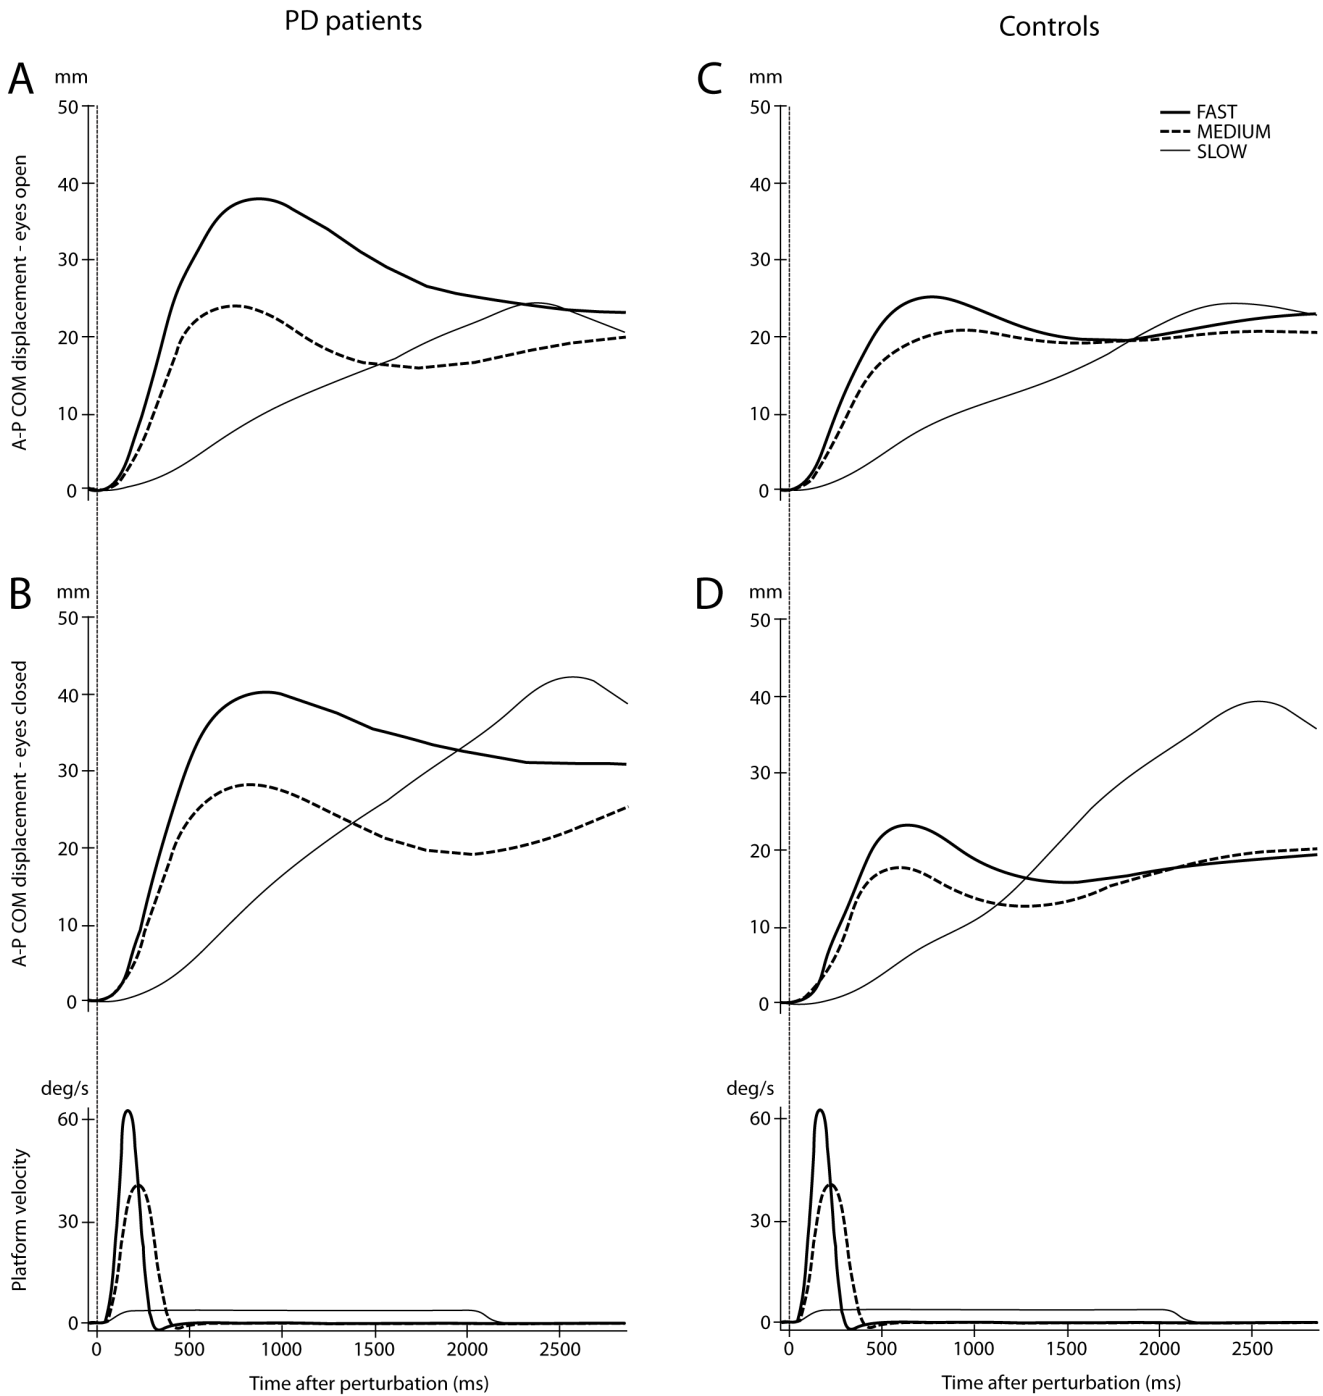 PD patients
Controls
A
mm
50
40
30
20
10
0
A-P COM displacement - eyes open
C
mm
50
40
30
20
10
0
FAST
MEDIUM
SLOW
B
mm
50
40
30
20
10
0
A-P COM displacement - eyes closed
D
mm
50
40
30
20
10
0
deg/s
60
30
0
Platform velocity
0 500 1000 1500 2000 2500
Time after perturbation (ms)
deg/s
60
30
0
0 500 1000 1500 2000 2500
Time after perturbation (ms)